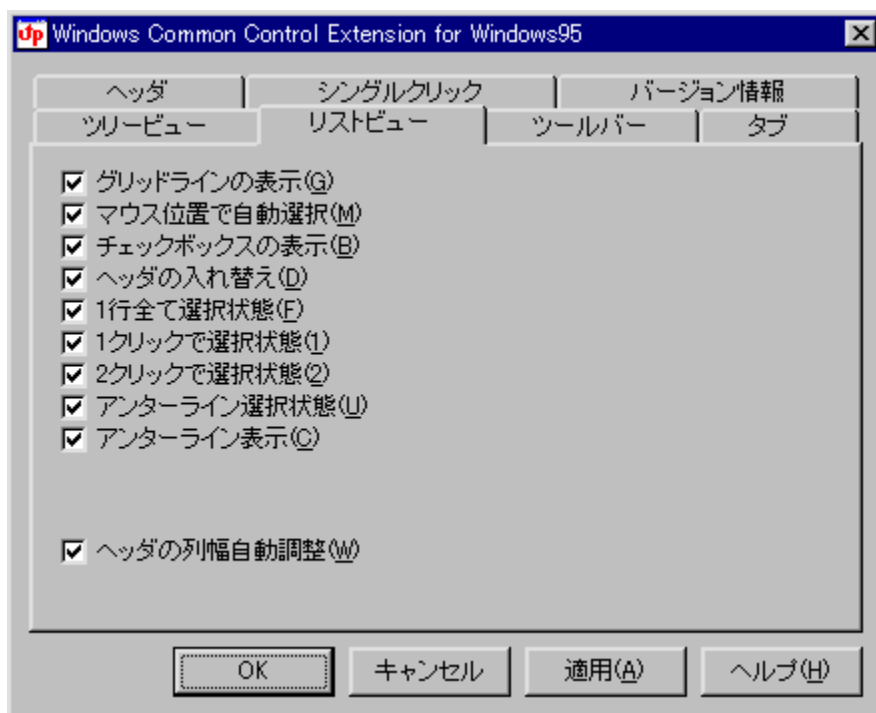 Up Windows Common Control Extension for Windows95
ヘッダ シングルクリック バージョン情報
ツリービュー リストビュー ツールバー タブ
グリッドラインの表示(G)
マウス位置で自動選択(M)
チェックボックスの表示(B)
ヘッダの入れ替え(D)
1行全て選択状態(F)
1クリックで選択状態(1)
2クリックで選択状態(2)
アンターライン選択状態(U)
アンターライン表示(C)
ヘッダの列幅自動調整(W)
OK キャンセル 適用(A) ヘルプ(H)